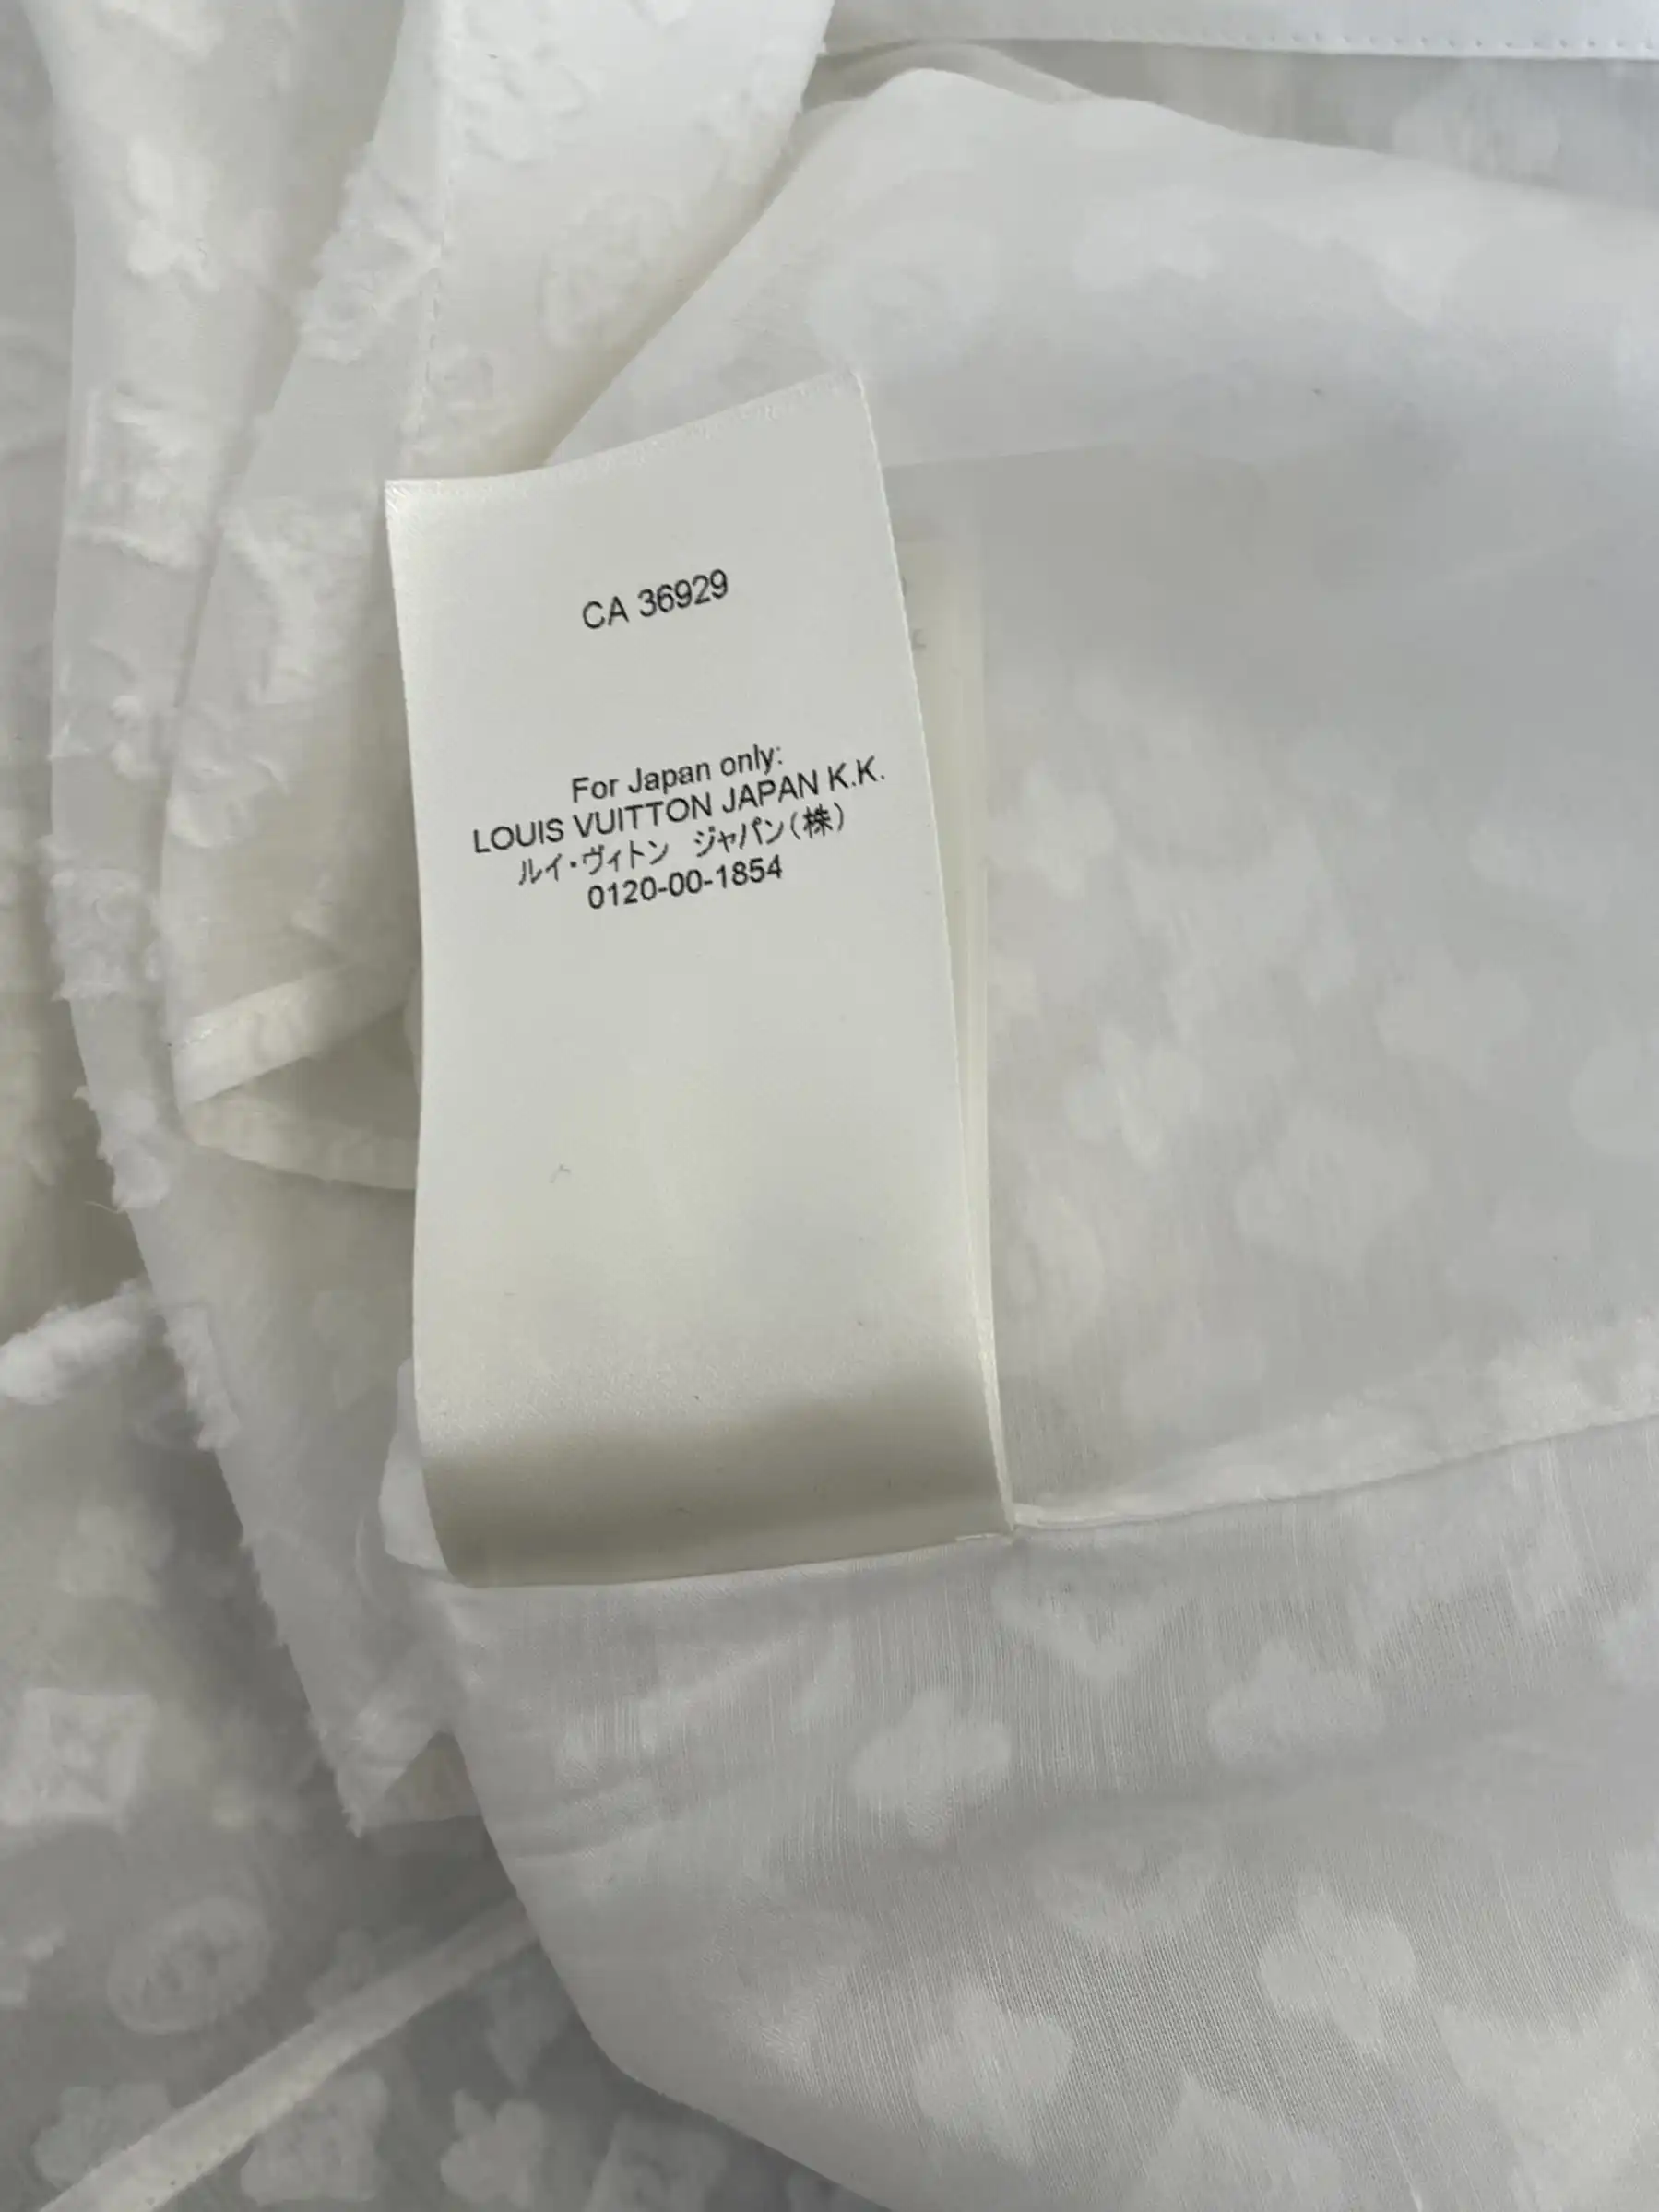 CA 36929
For Japan only:
LOUIS VUITTON JAPAN K.K.
ルイ・ヴィトン ジャパン(株)
0120-00-1854